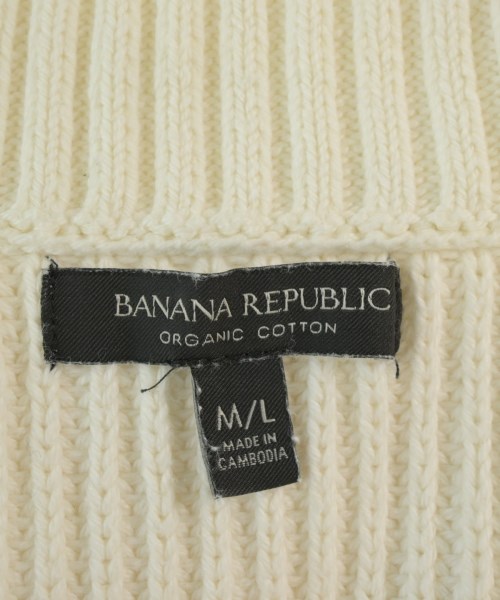 BANANA REPUBLIC
ORGANIC COTTON
M/L
MADE IN
CAMBODIA